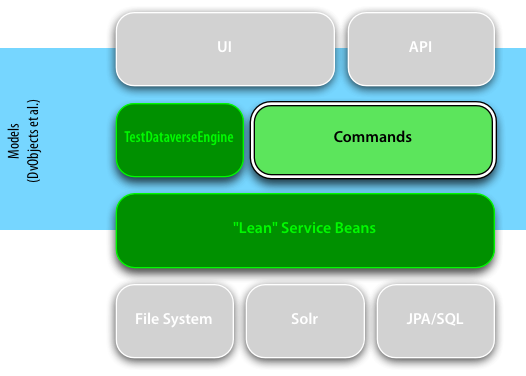 UI
API
Models
(DvObjects et al.)
TestDataverseEngine
Commands
"Lean" Service Beans
File System
Solr
JPA/SQL